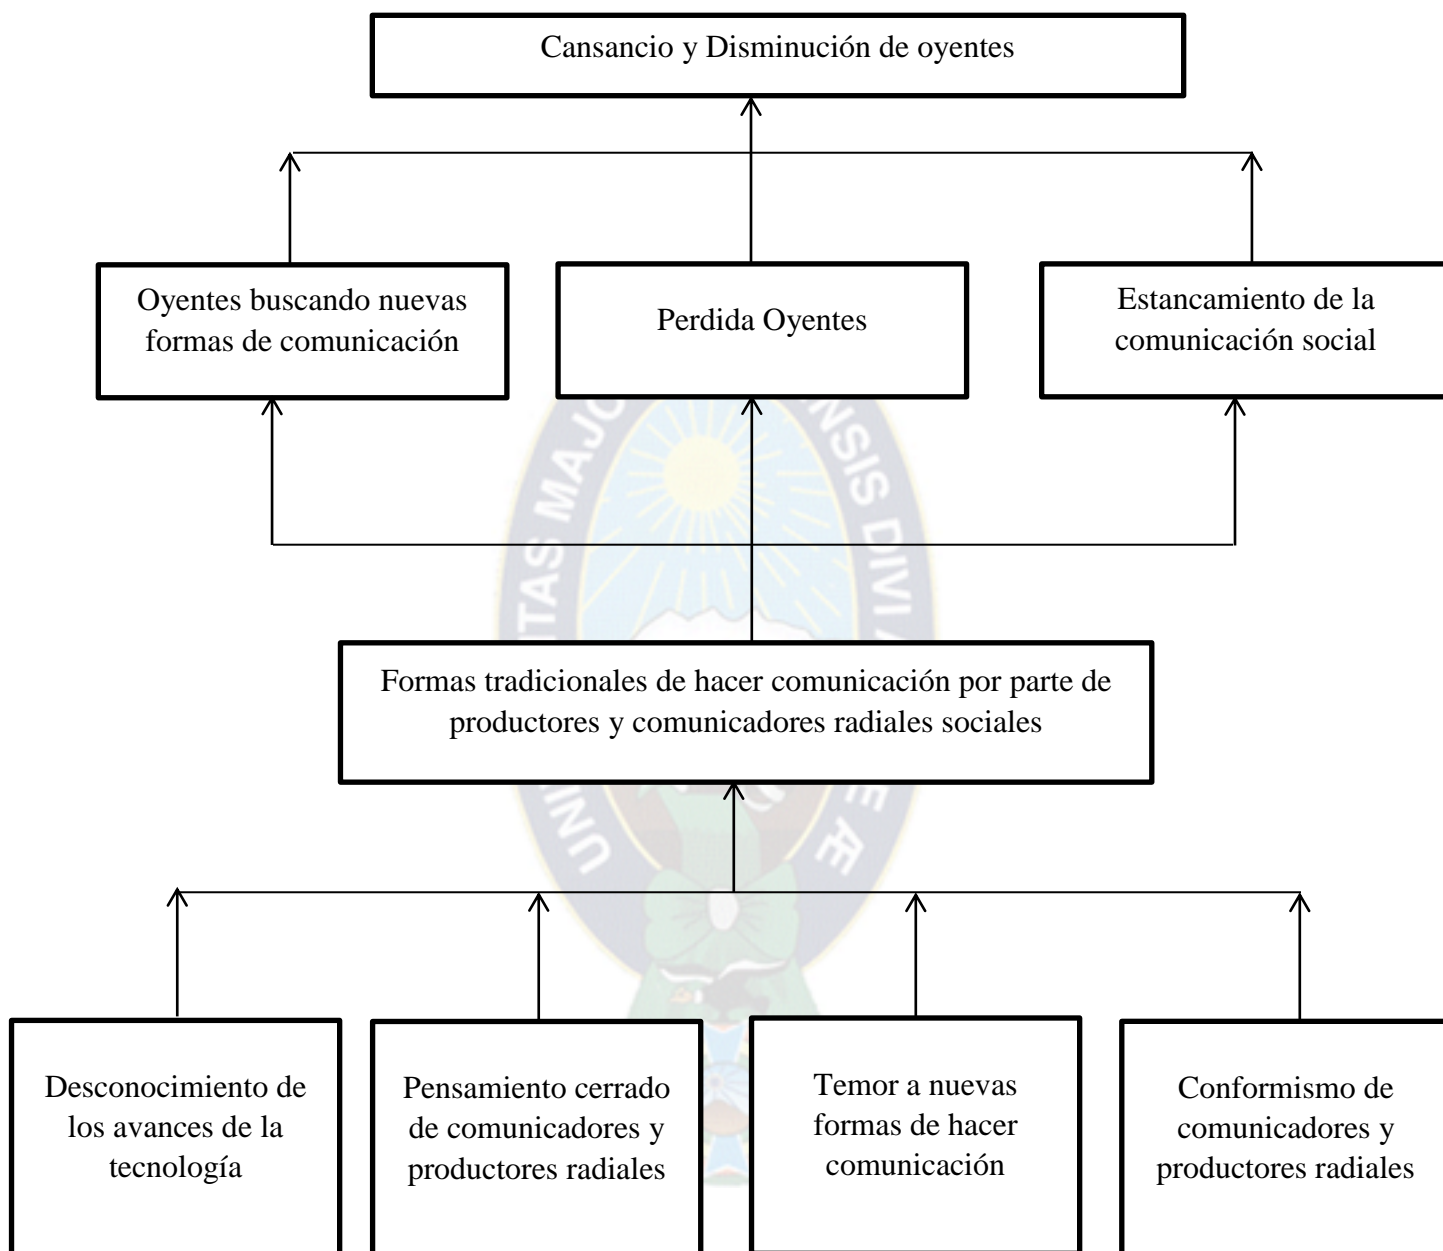 Cansancio y Disminución de oyentes
Oyentes buscando nuevas
formas de comunicación
Perdida Oyentes
Estancamiento de la
comunicación social
Formas tradicionales de hacer comunicación por parte de
productores y comunicadores radiales sociales
Desconocimiento de
los avances de la
tecnología
Pensamiento cerrado
de comunicadores y
productores radiales
Temor a nuevas
formas de hacer
comunicación
Conformismo de
comunicadores y
productores radiales